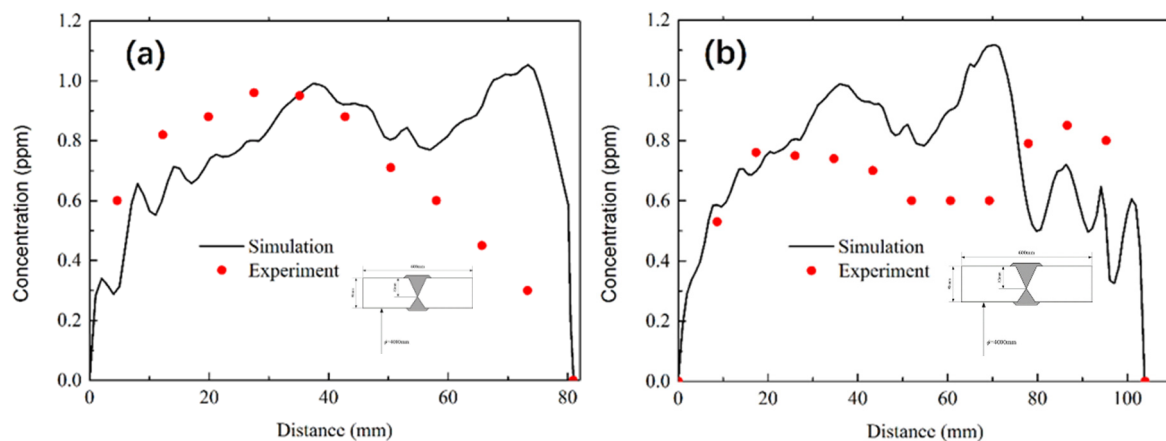 (a)
Concentration (ppm)
1.2
1.0
0.8
0.6
0.4
0.2
0.0
Simulation
Experiment
0 20 40 60 80
Distance (mm)
(b)
Concentration (ppm)
1.2
1.0
0.8
0.6
0.4
0.2
0.0
Simulation
Experiment
600mm
0 20 40 60 80 100
Distance (mm)